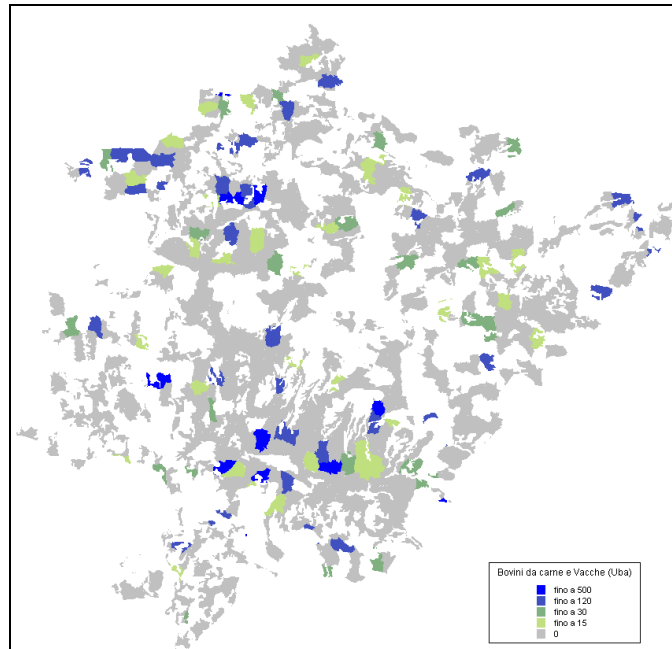 Bovini da carne e Vacche (Uba)
fino a 500
fino a 120
fino a 30
fino a 15
0